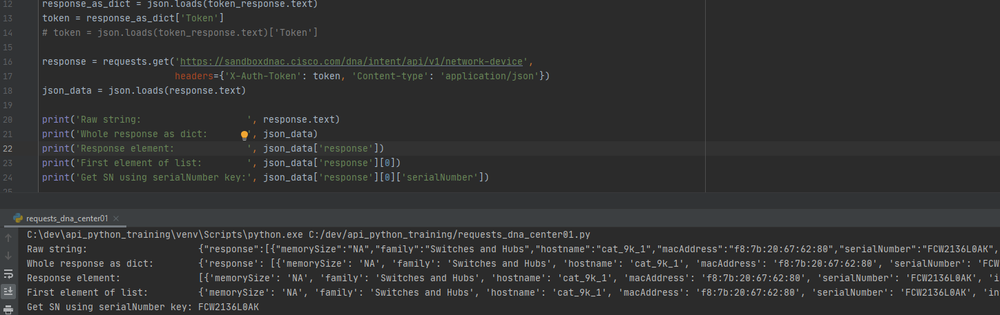 12 response_as_dict = json.loads(token_response.text)
13 token = response_as_dict['Token']
14 # token = json.loads(token_response.text)['Token']
15
16 response = requests.get('https://sandboxdnac.cisco.com/dna/intent/api/v1/network-device',
17 headers={'X-Auth-Token': token, 'Content-type': 'application/json'})
18 json_data = json.loads(response.text)
19
20 print('Raw string:                   ', response.text)
21 print('Whole response as dict:       ', json_data)
22 print('Response element:             ', json_data['response'])
23 print('First element of list:        ', json_data['response'][0])
24 print('Get SN using serialNumber key:', json_data['response'][0]['serialNumber'])
25
requests_dna_center01
C:\dev\api_python_training\venv\Scripts\python.exe C:/dev/api_python_training/requests_dna_center01.py
Raw string:                    {"response":[{"memorySize":"NA","family":"Switches and Hubs","hostname":"cat_9k_1","macAddress":"f8:7b:20:67:62:80","serialNumber":"FCW2136L0AK",
Whole response as dict:        {'response': [{'memorySize': 'NA', 'family': 'Switches and Hubs', 'hostname': 'cat_9k_1', 'macAddress': 'f8:7b:20:67:62:80', 'serialNumber': 'FCW
Response element:              [{'memorySize': 'NA', 'family': 'Switches and Hubs', 'hostname': 'cat_9k_1', 'macAddress': 'f8:7b:20:67:62:80', 'serialNumber': 'FCW2136L0AK', 'i
First element of list:         {'memorySize': 'NA', 'family': 'Switches and Hubs', 'hostname': 'cat_9k_1', 'macAddress': 'f8:7b:20:67:62:80', 'serialNumber': 'FCW2136L0AK', 'in
Get SN using serialNumber key: FCW2136L0AK